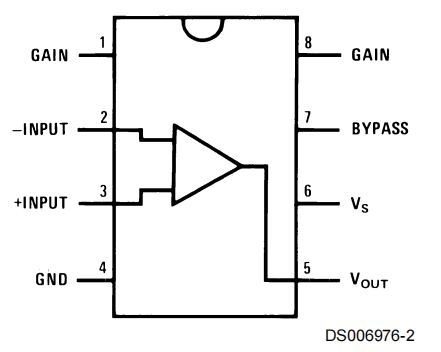 1 8
GAIN GAIN
2 7
−INPUT BYPASS
3 6
+INPUT VS
4 5
GND VOUT
DS006976-2